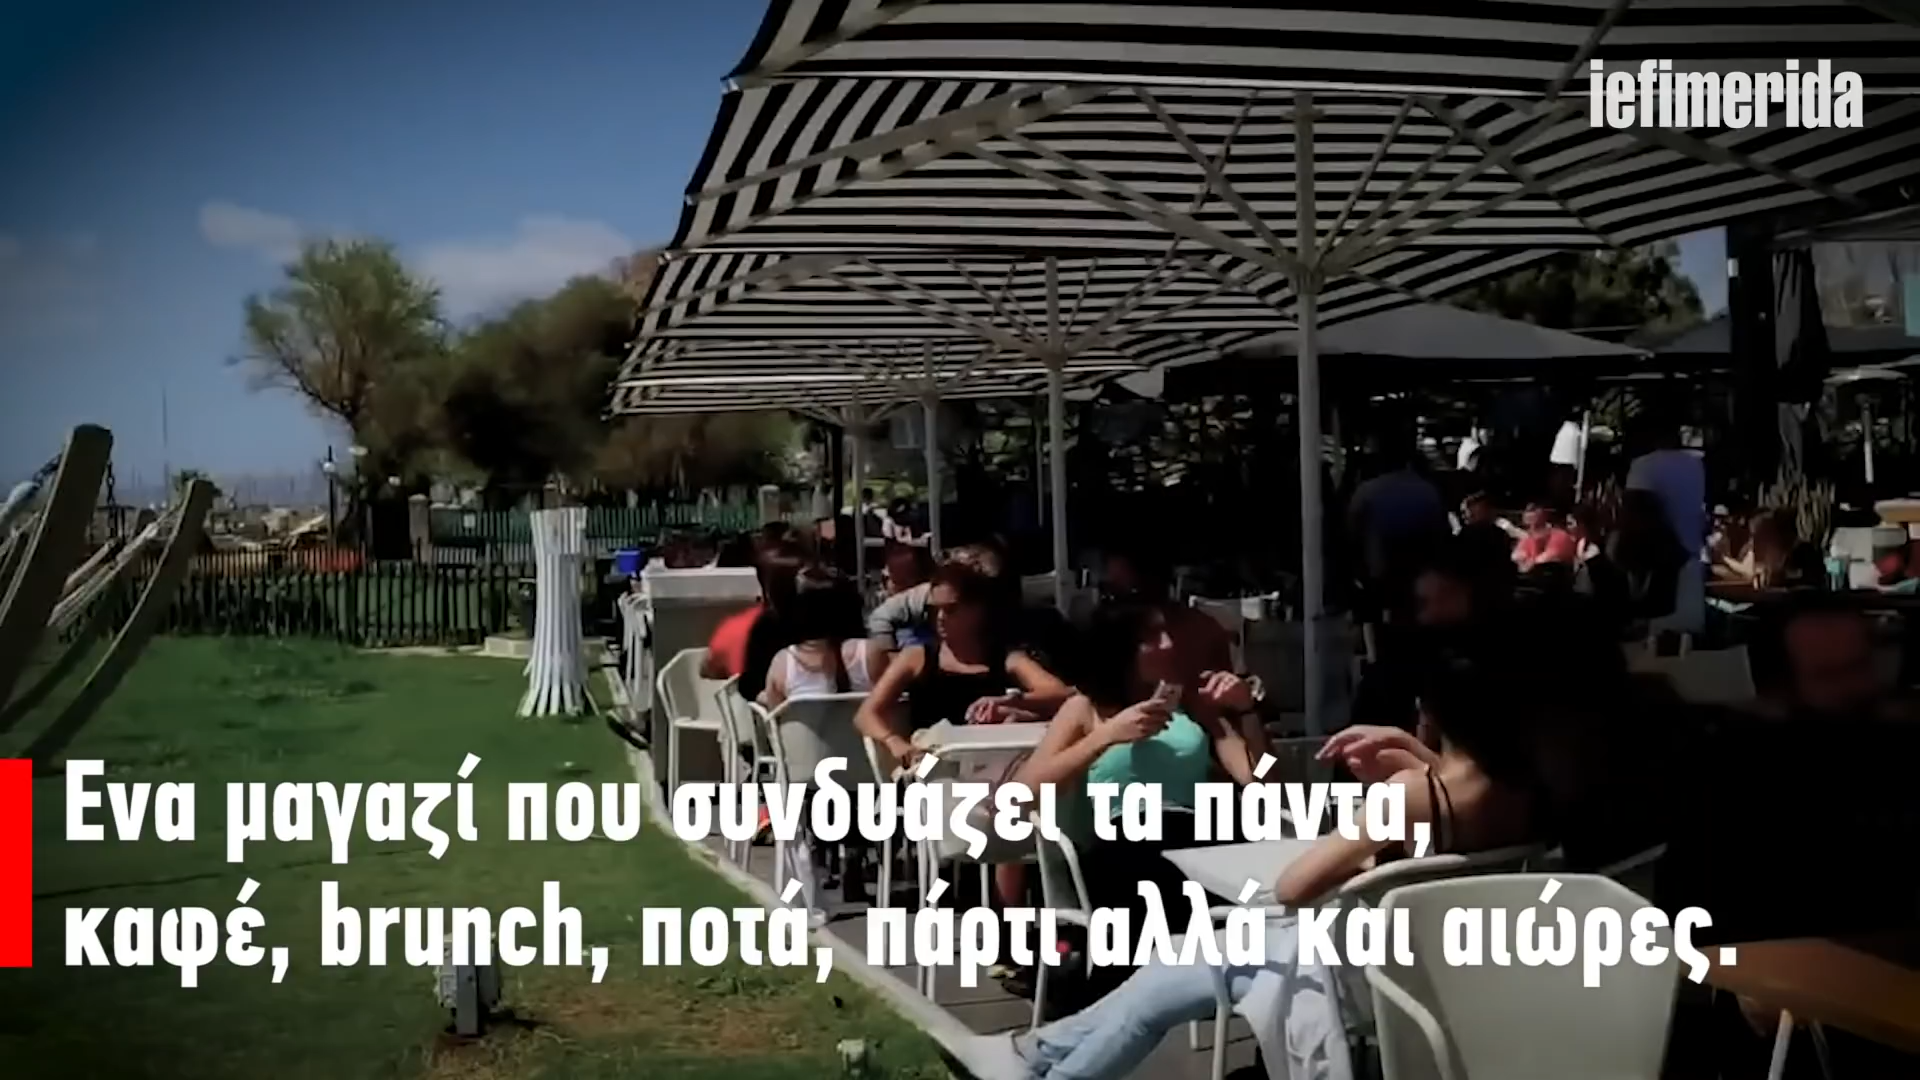 iefimerida
Ενα μαγαζί που συνδυάζει τα πάντα,
καφέ, brunch, ποτά, πάρτι αλλά και αιώρες.